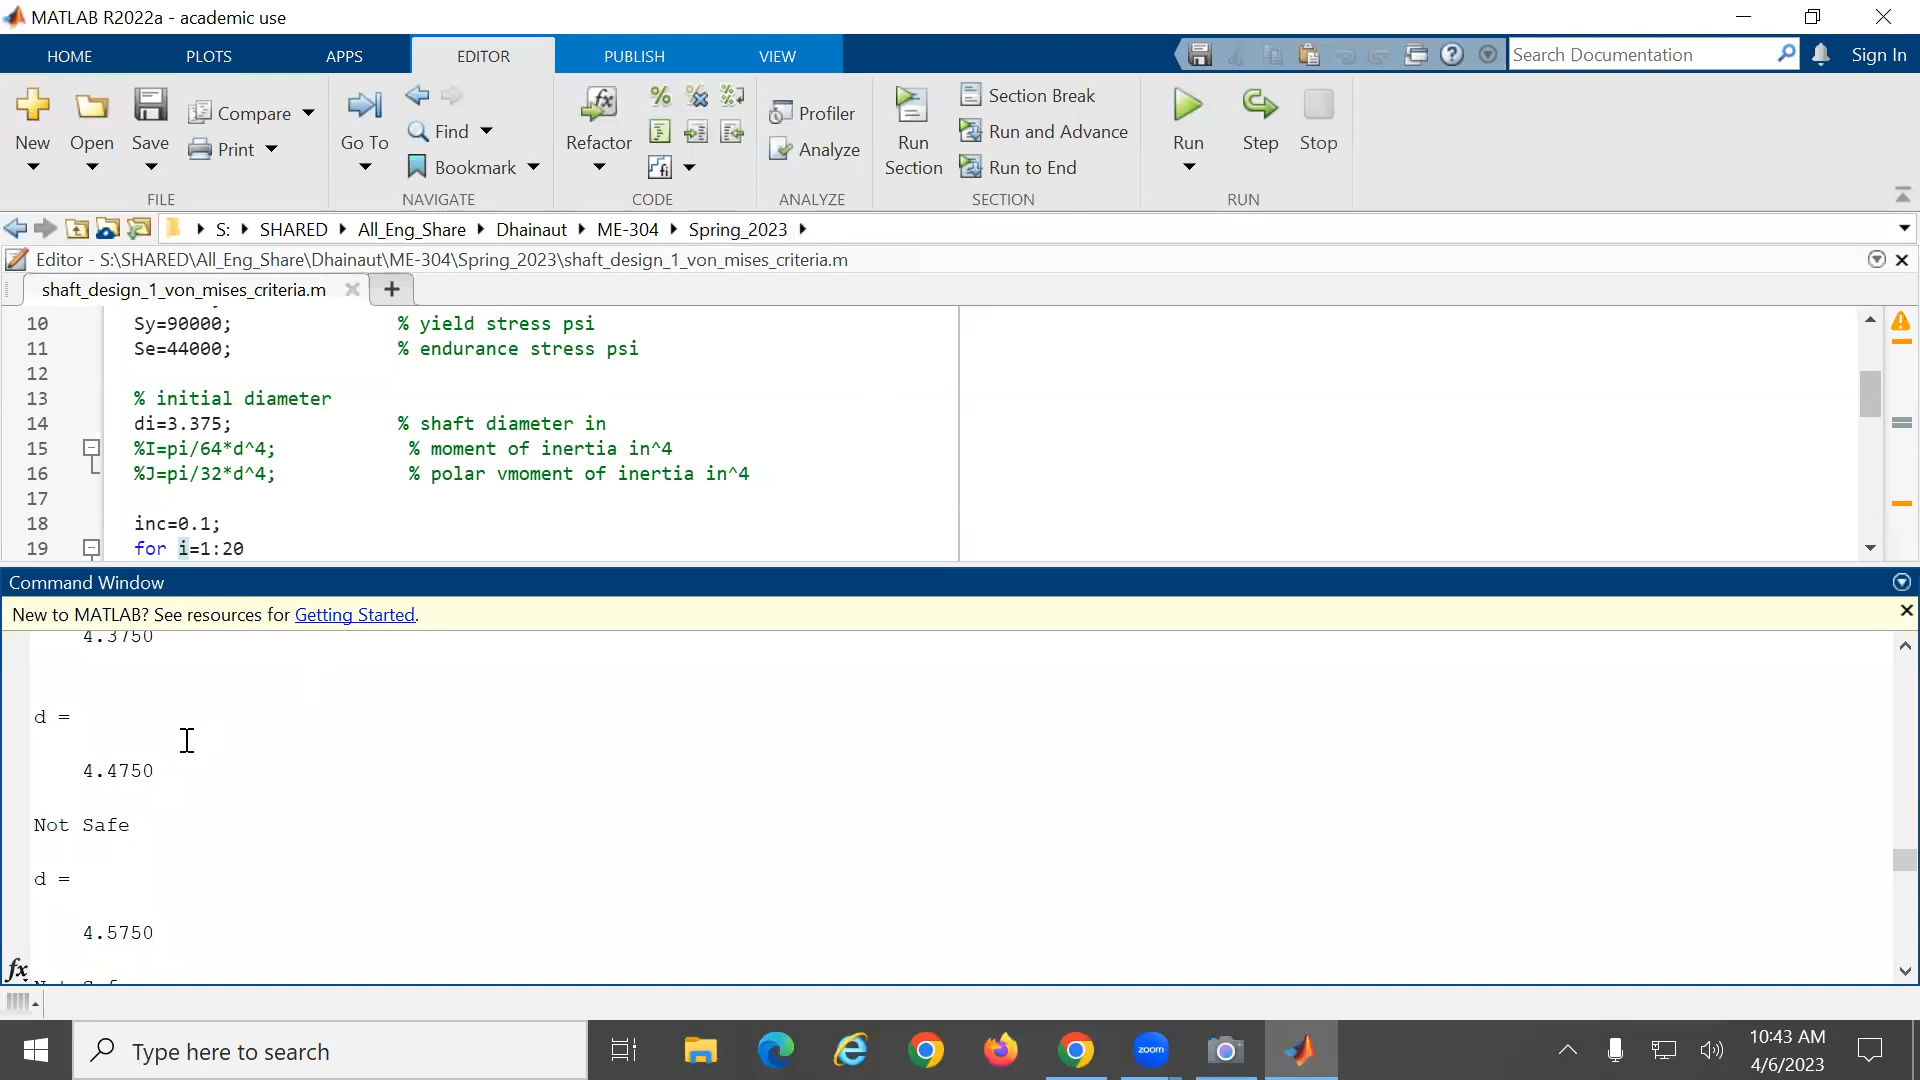 MATLAB R2022a - academic use
HOME PLOTS APPS EDITOR PUBLISH VIEW Search Documentation Sign In
New Open Save Compare Print Go To Find Bookmark Refactor Profiler Analyze Run Section Section Break Run and Advance Run to End Run Step Stop
FILE NAVIGATE CODE ANALYZE SECTION RUN
S: SHARED All_Eng_Share Dhainaut ME-304 Spring_2023
Editor - S:\SHARED\All_Eng_Share\Dhainaut\ME-304\Spring_2023\shaft_design_1_von_mises_criteria.m
shaft_design_1_von_mises_criteria.m
10 Sy=90000; % yield stress psi
11 Se=44000; % endurance stress psi
12
13 % initial diameter
14 di=3.375; % shaft diameter in
15 %I=pi/64*d^4; % moment of inertia in^4
16 %J=pi/32*d^4; % polar vmoment of inertia in^4
17
18 inc=0.1;
19 for i=1:20
Command Window
New to MATLAB? See resources for Getting Started.
4.3750
d =
4.4750
Not Safe
d =
4.5750
fx
Type here to search
zoom
10:43 AM
4/6/2023